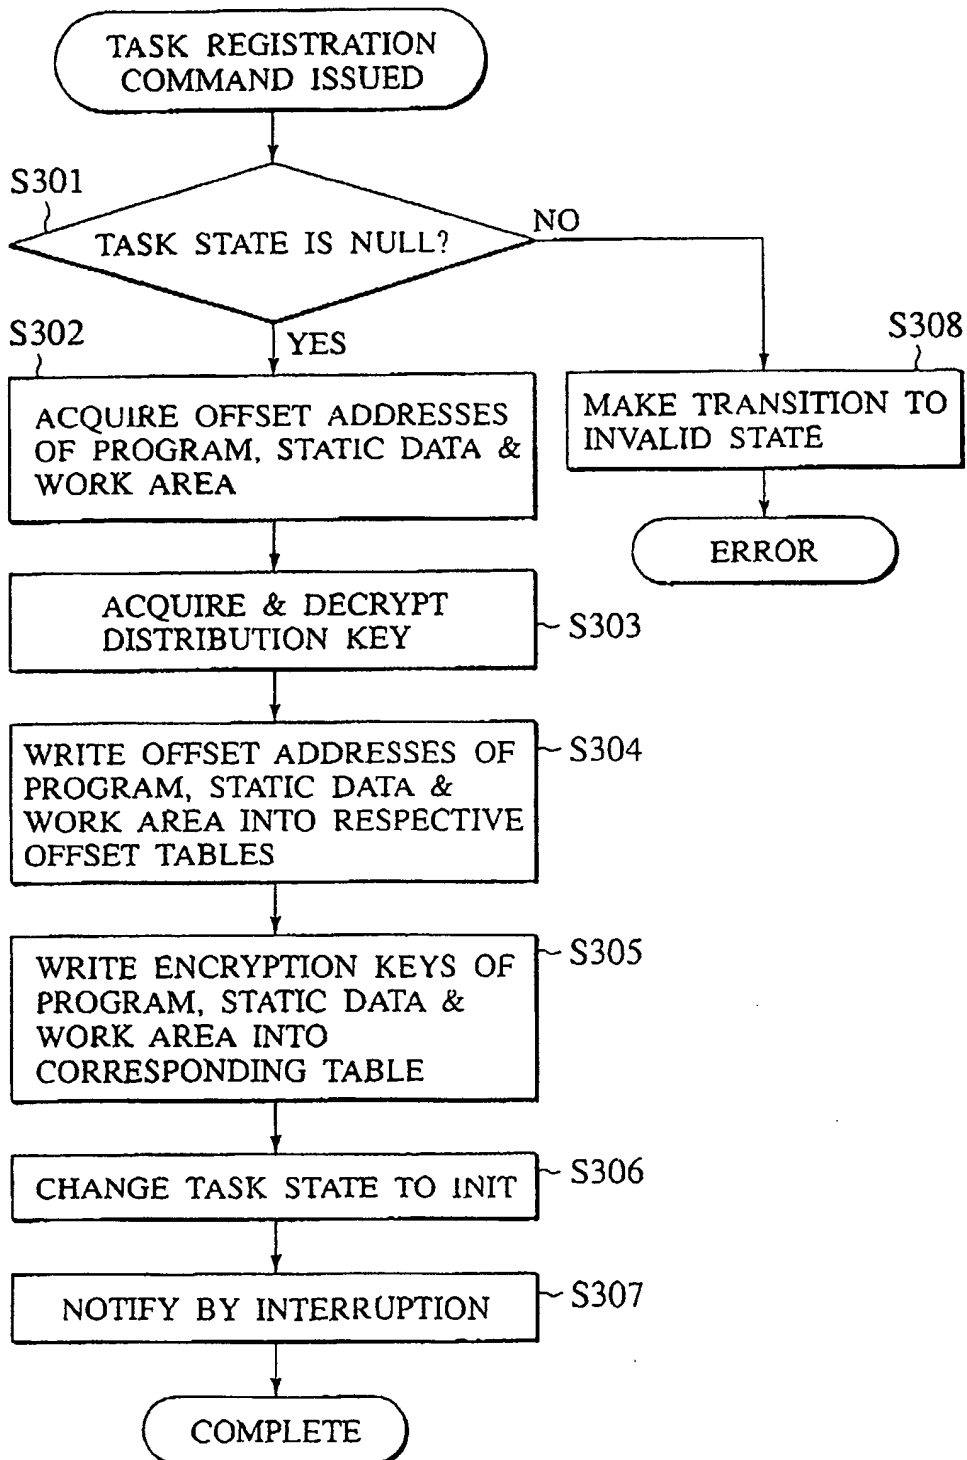 TASK REGISTRATION
COMMAND ISSUED
S301
TASK STATE IS NULL?
NO
YES
S302
ACQUIRE OFFSET ADDRESSES
OF PROGRAM, STATIC DATA &
WORK AREA
S308
MAKE TRANSITION TO
INVALID STATE
ERROR
ACQUIRE & DECRYPT
DISTRIBUTION KEY
S303
WRITE OFFSET ADDRESSES OF
PROGRAM, STATIC DATA &
WORK AREA INTO RESPECTIVE
OFFSET TABLES
S304
WRITE ENCRYPTION KEYS OF
PROGRAM, STATIC DATA &
WORK AREA INTO
CORRESPONDING TABLE
S305
CHANGE TASK STATE TO INIT
S306
NOTIFY BY INTERRUPTION
S307
COMPLETE